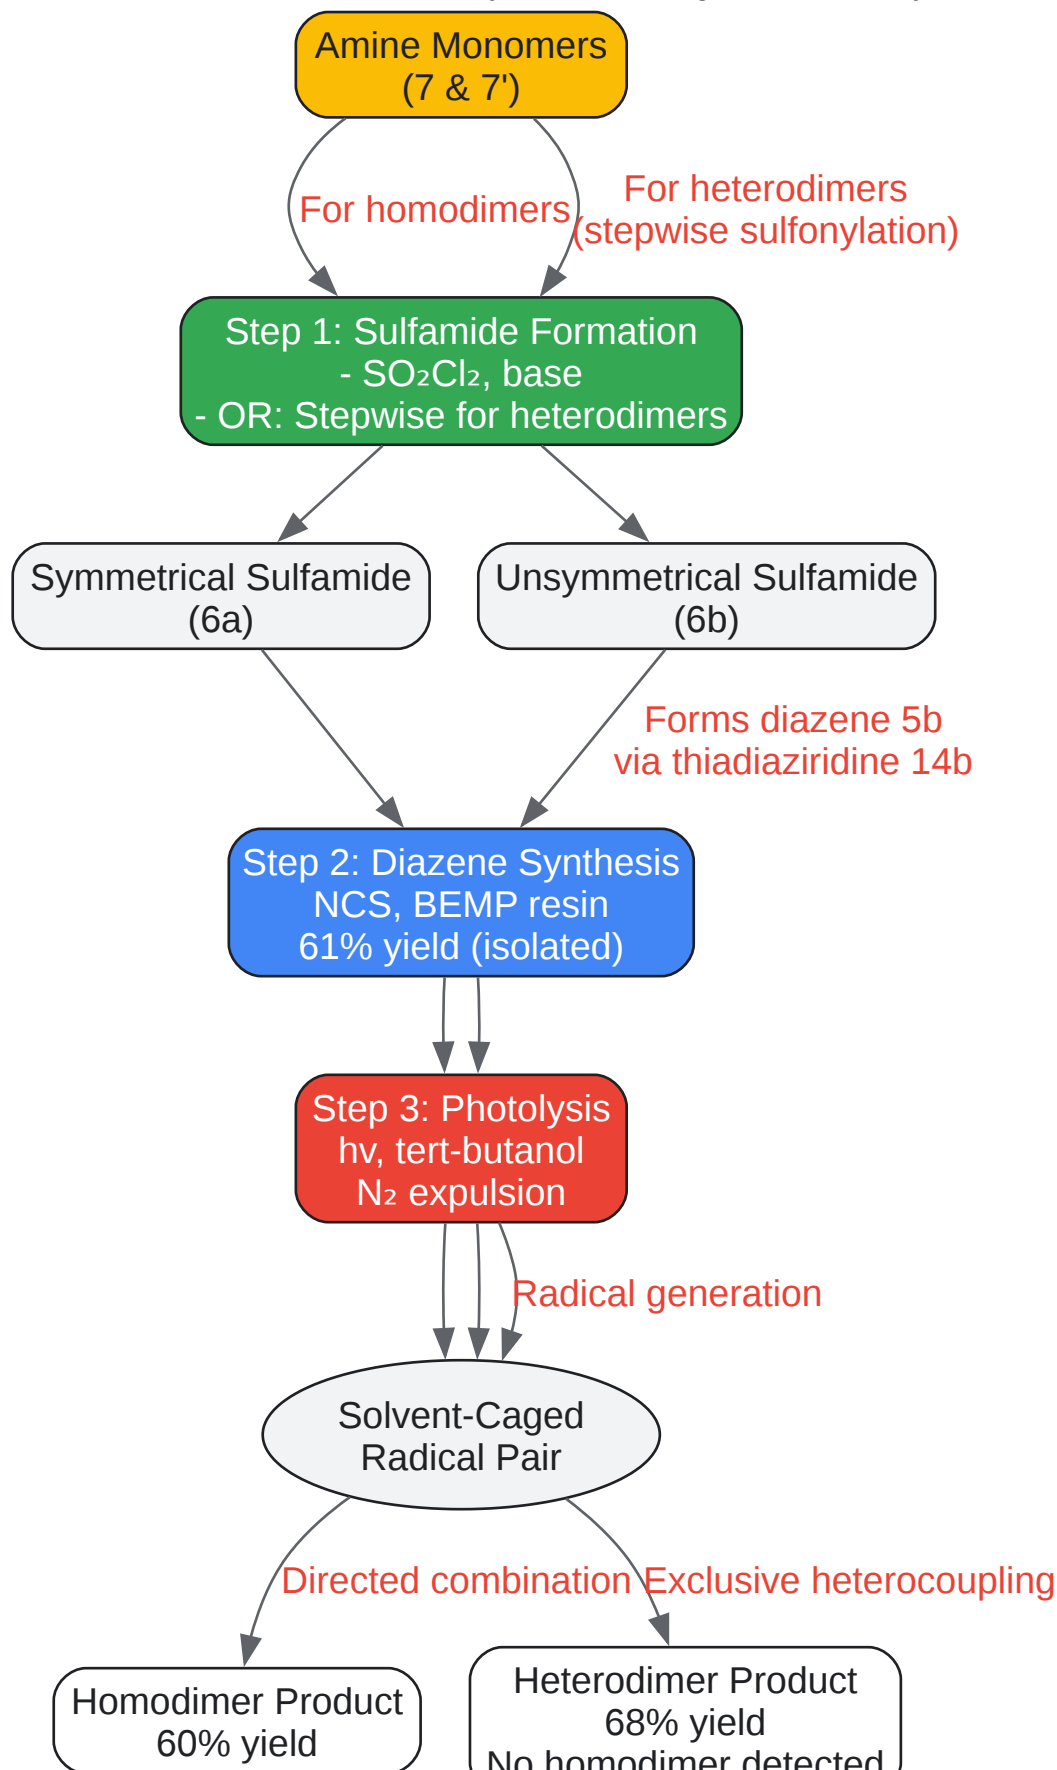 Amine Monomers
(7 & 7')
For homodimers
For heterodimers
(stepwise sulfonylation)
Step 1: Sulfamide Formation
- SO₂Cl₂, base
- OR: Stepwise for heterodimers
Symmetrical Sulfamide
(6a)
Unsymmetrical Sulfamide
(6b)
Forms diazene 5b
via thiadiaziridine 14b
Step 2: Diazene Synthesis
NCS, BEMP resin
61% yield (isolated)
Step 3: Photolysis
hv, tert-butanol
N₂ expulsion
Radical generation
Solvent-Caged
Radical Pair
Directed combination
Exclusive heterocoupling
Homodimer Product
60% yield
Heterodimer Product
68% yield
No homodimer detected